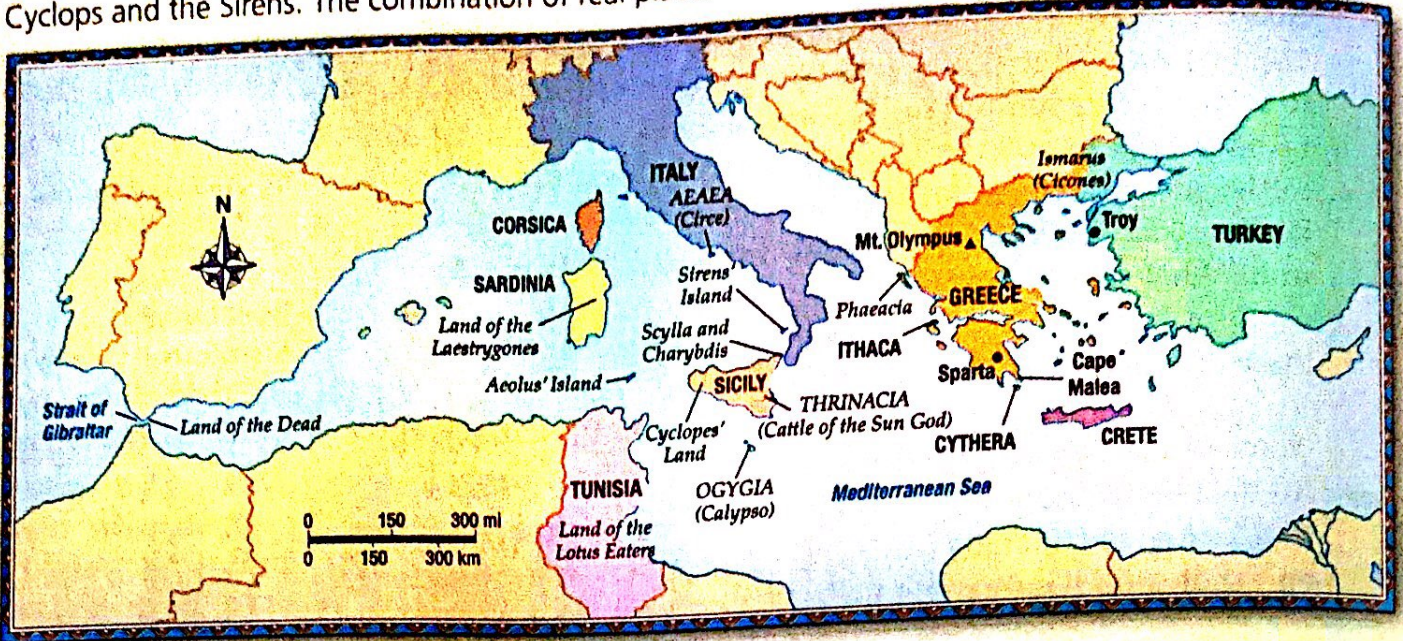 Cyclops and the Sirens. The combination of real
ITALY
AEAEA
(Circe)
Ismarus
(Cicones)
N
CORSICA
Troy
Mt. Olympus
TURKEY
SARDINIA
Sirens'
Island
GREECE
Phaeacia
Land of the
Laestrygones
Scylla and
Charybdis
ITHACA
Cape
Malea
Sparta
Aeolus' Island
SICILY
THRINACIA
(Cattle of the Sun God)
Strait of
Gibraltar
Land of the Dead
Cyclopes'
Land
CYTHERA
CRETE
TUNISIA
OGYGIA
(Calypso)
Mediterranean Sea
0 150 300 mi
0 150 300 km
Land of the
Lotus Eaters